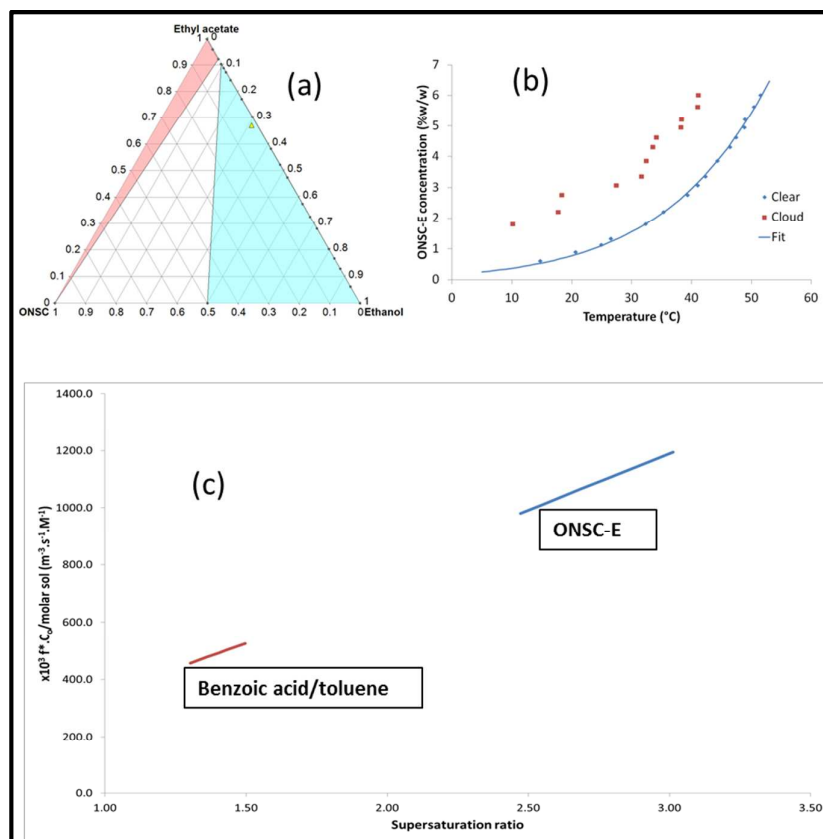 Ethyl acetate
1 0
0.9 0.1
0.8 0.2
0.7 0.3
0.6 0.4
0.5 0.5
0.4 0.6
0.3 0.7
0.2 0.8
0.1 0.9
0 1
ONSC 1 0.9 0.8 0.7 0.6 0.5 0.4 0.3 0.2 0.1 0 Ethanol
(a)
(b)
7
6
5
4
3
2
1
0
ONSC-E concentration (%w/w)
0 10 20 30 40 50 60
Temperature (°C)
Clear
Cloud
Fit
(c)
1400.0
1200.0
1000.0
800.0
600.0
400.0
200.0
0.0
x10³ f*.C₀/molar sol (m⁻³.s⁻¹.M⁻¹)
ONSC-E
Benzoic acid/toluene
1.00 1.50 2.00 2.50 3.00 3.50
Supersaturation ratio